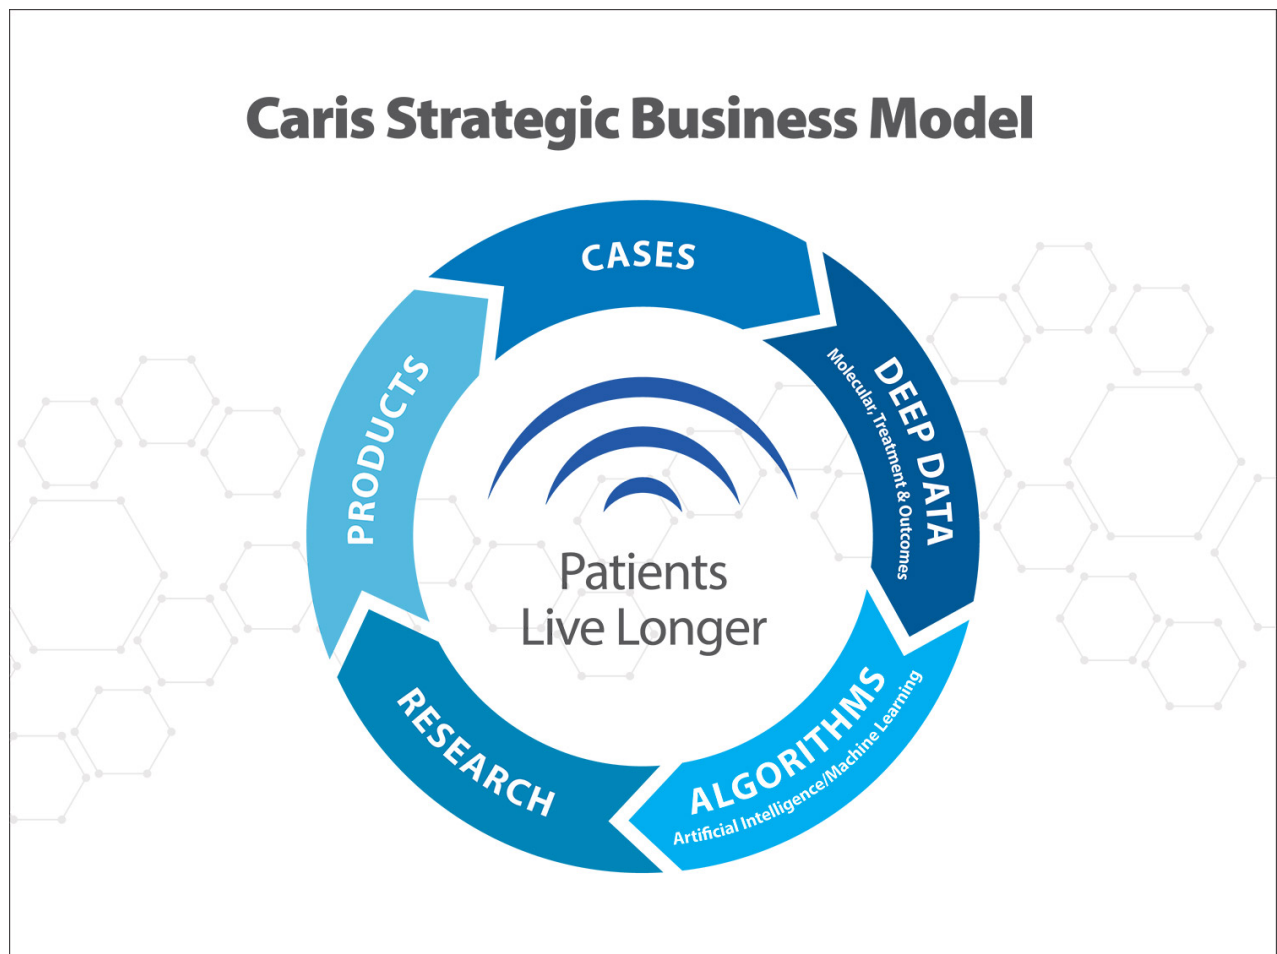 Caris Strategic Business Model
CASES
DEEP DATA
Molecular, Treatment & Outcomes
ALGORITHMS
Artificial Intelligence/Machine Learning
RESEARCH
PRODUCTS
Patients
Live Longer